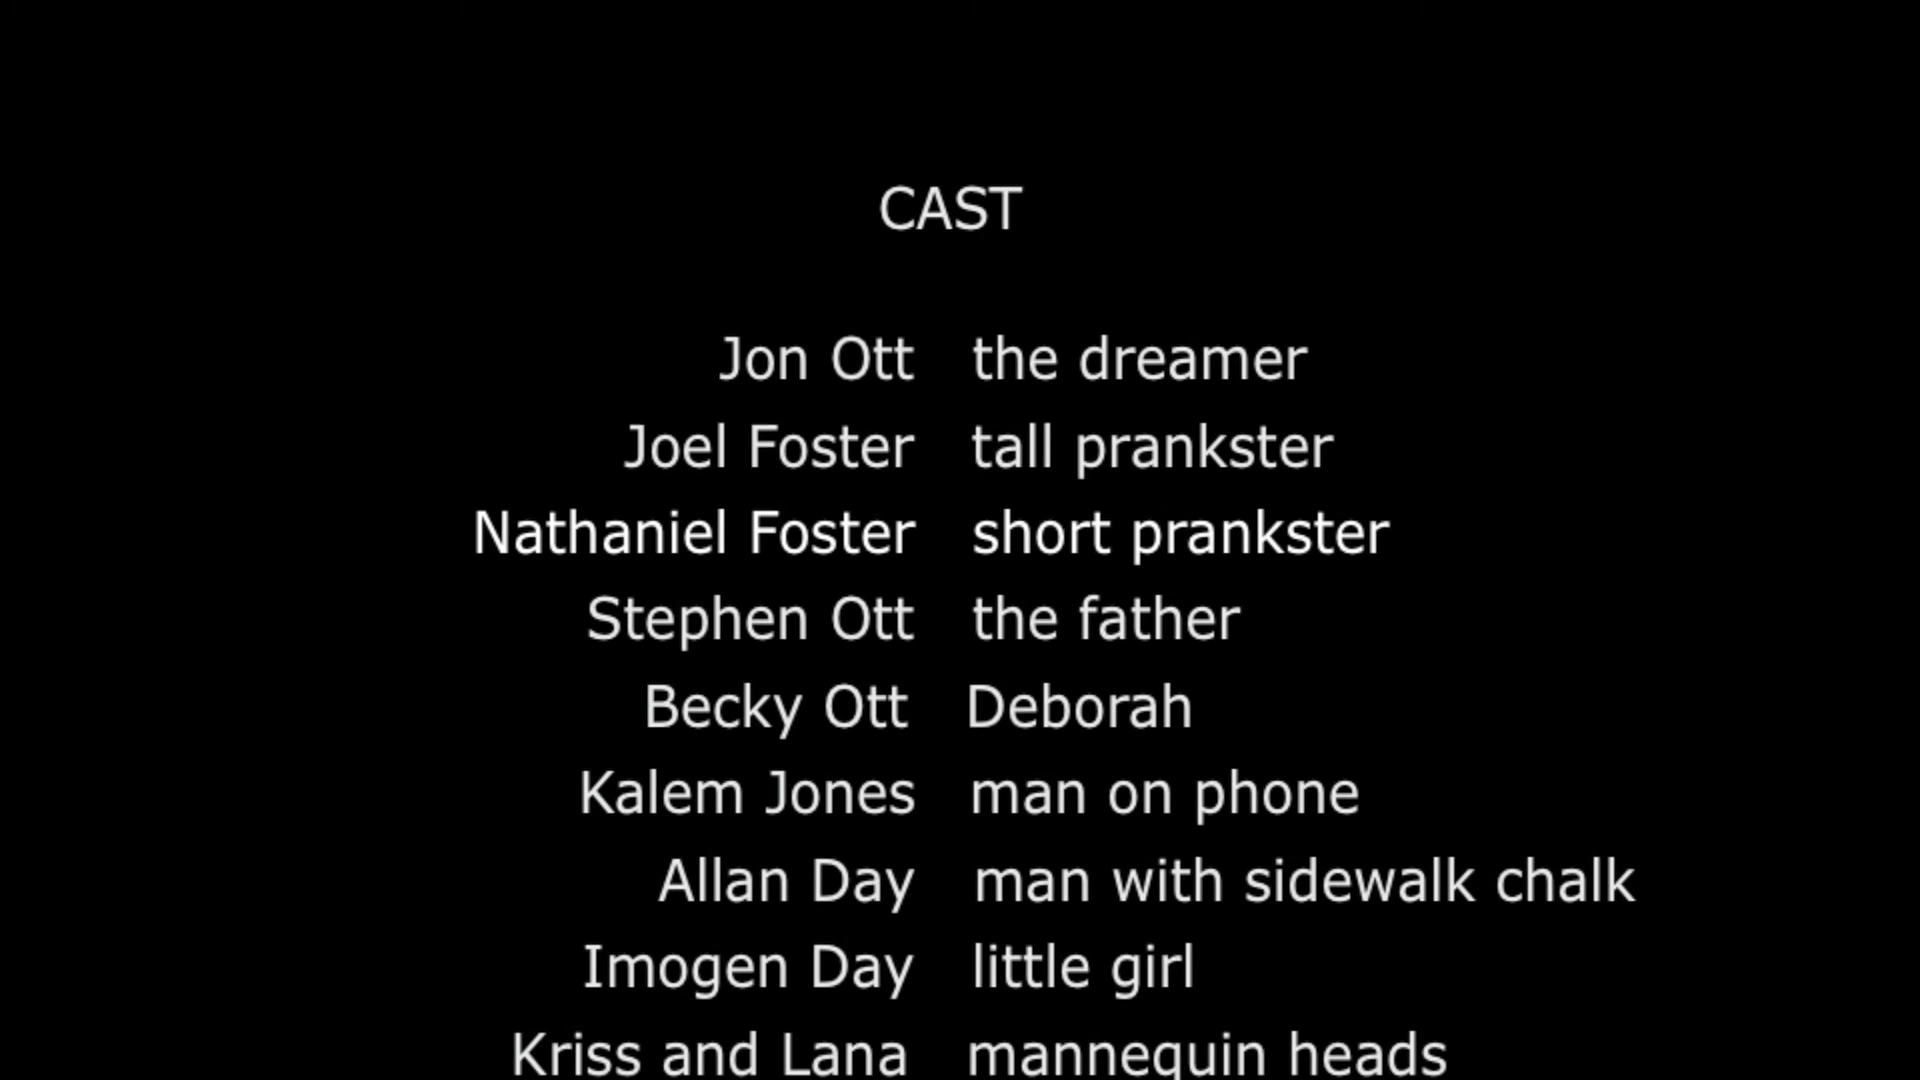 CAST
Jon Ott the dreamer
Joel Foster tall prankster
Nathaniel Foster short prankster
Stephen Ott the father
Becky Ott Deborah
Kalem Jones man on phone
Allan Day man with sidewalk chalk
Imogen Day little girl
Kriss and Lana mannequin heads